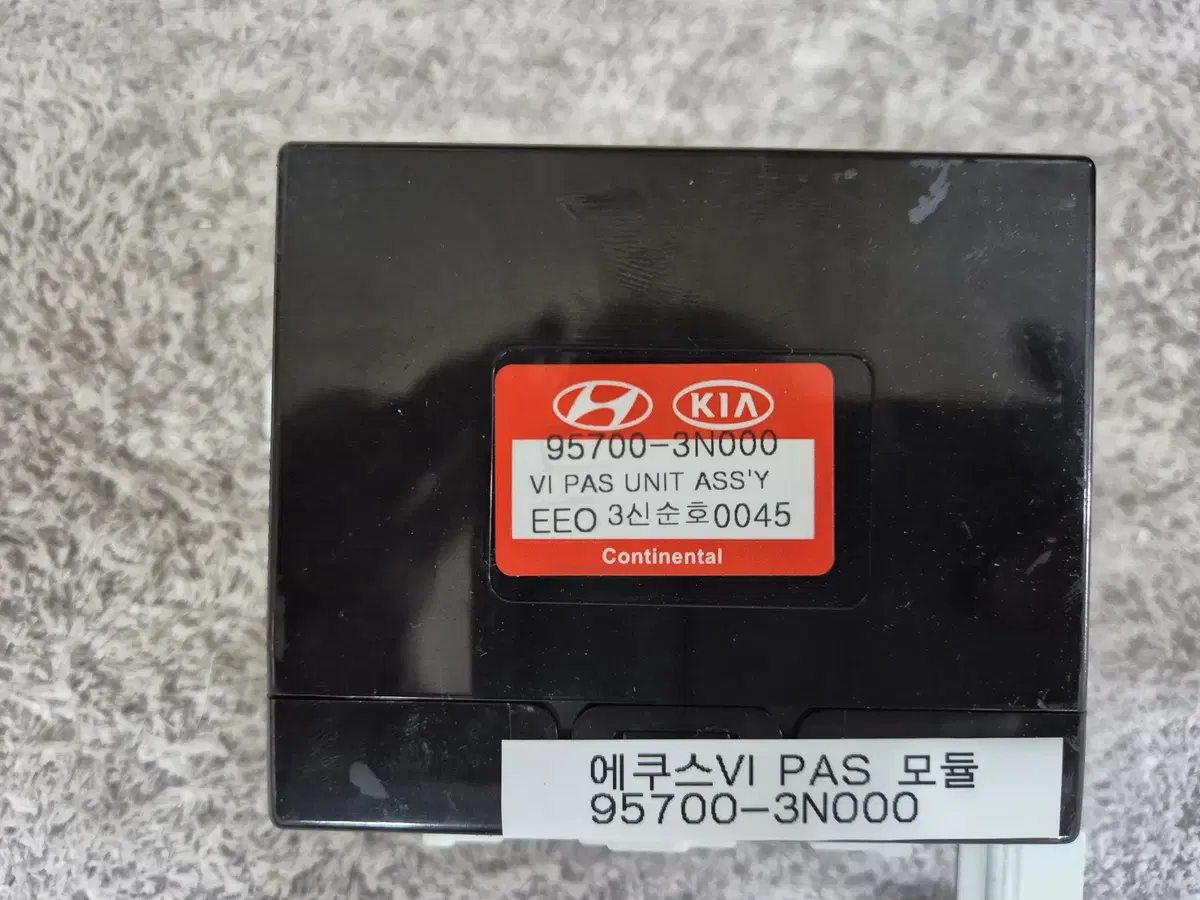 KIA
95700-3N000
VI PAS UNIT ASS'Y
EEO 3신순호0045
Continental
에쿠스VI PAS 모듈
95700-3N000